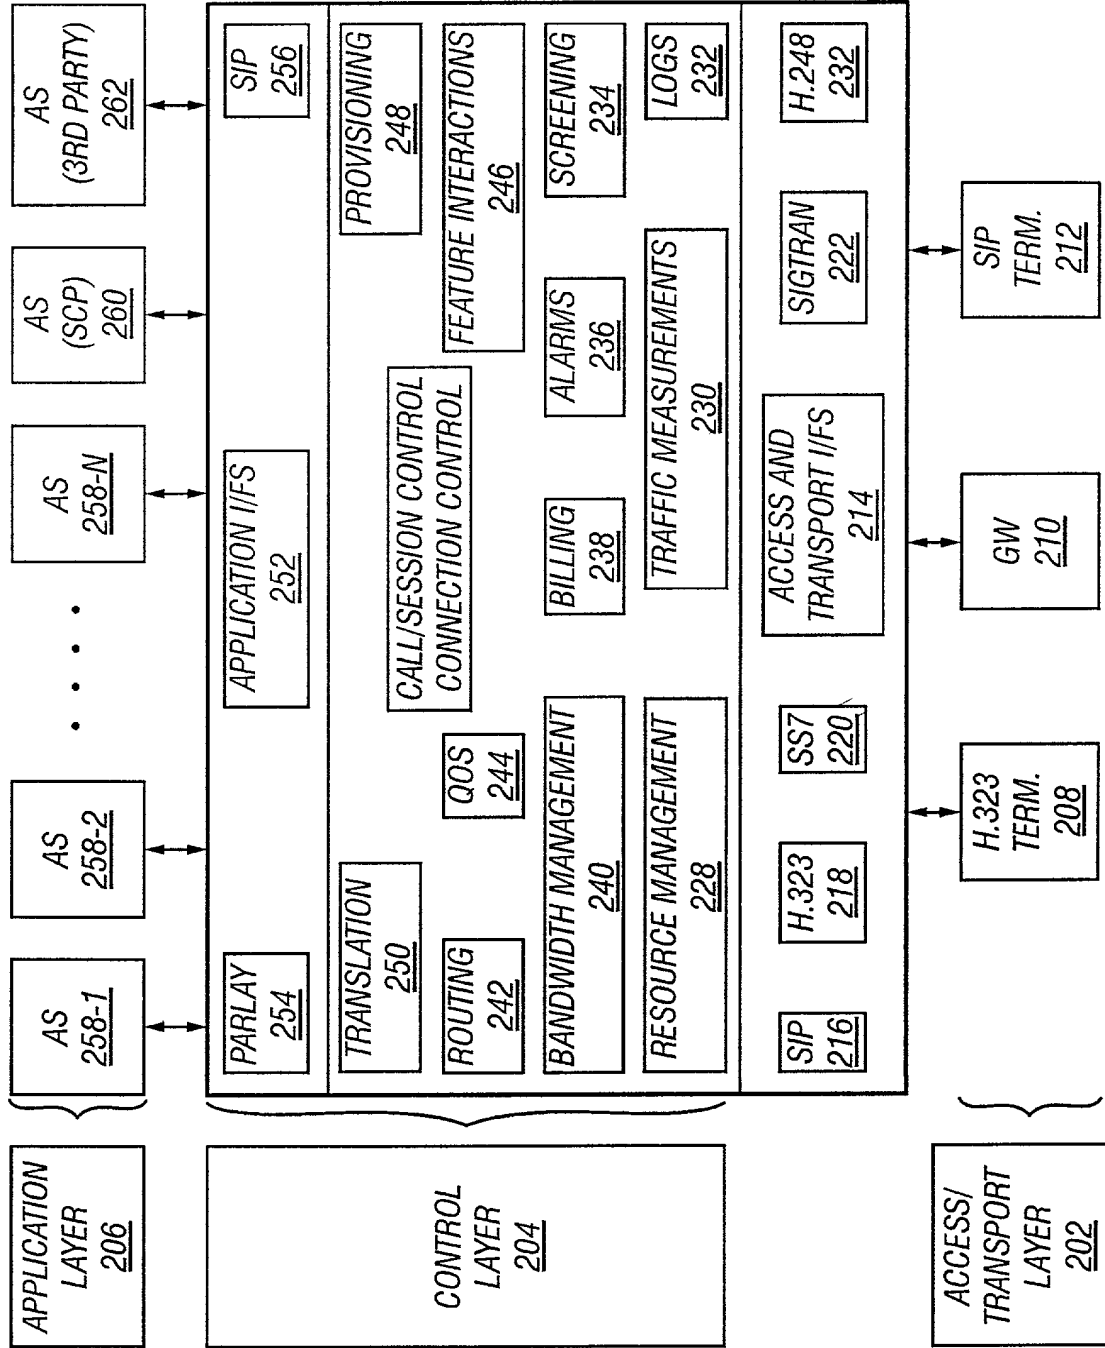 APPLICATION
LAYER
206
AS
258-1
AS
258-2
AS
258-N
AS
(SCP)
260
AS
(3RD PARTY)
262
CONTROL
LAYER
204
PARLAY
254
APPLICATION I/FS
252
SIP
256
TRANSLATION
250
PROVISIONING
248
CALL/SESSION CONTROL
CONNECTION CONTROL
ROUTING
242
QOS
244
FEATURE INTERACTIONS
246
BANDWIDTH MANAGEMENT
240
BILLING
238
ALARMS
236
SCREENING
234
RESOURCE MANAGEMENT
228
TRAFFIC MEASUREMENTS
230
LOGS
232
SIP
216
H.323
218
SS7
220
ACCESS AND
TRANSPORT I/FS
214
SIGTRAN
222
H.248
232
ACCESS/
TRANSPORT
LAYER
202
H.323
TERM.
208
GW
210
SIP
TERM.
212